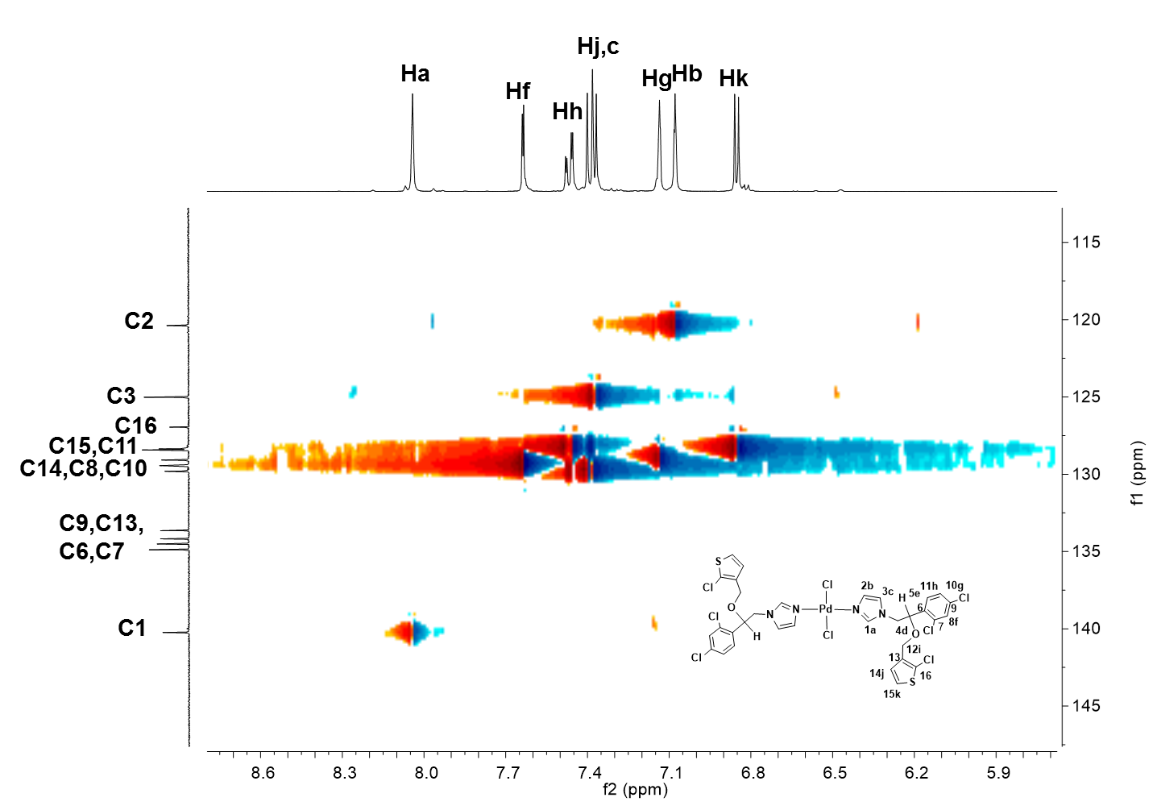 Ha
Hf
Hh
Hj,c
Hg
Hb
Hk
C2
C3
C16
C15,C11
C14,C8,C10
C9,C13,
C6,C7
C1
115
120
125
130
135
140
145
f1 (ppm)
8.6
8.3
8.0
7.7
7.4
7.1
6.8
6.5
6.2
5.9
f2 (ppm)
S
Cl
O
Cl
Cl
H
N
N
Cl
Pd
Cl
N
N
2b
3c
1a
H
5e
11h
10g
Cl
6
9
8f
7
Cl
4d
O
12i
13
Cl
14j
16
S
15k